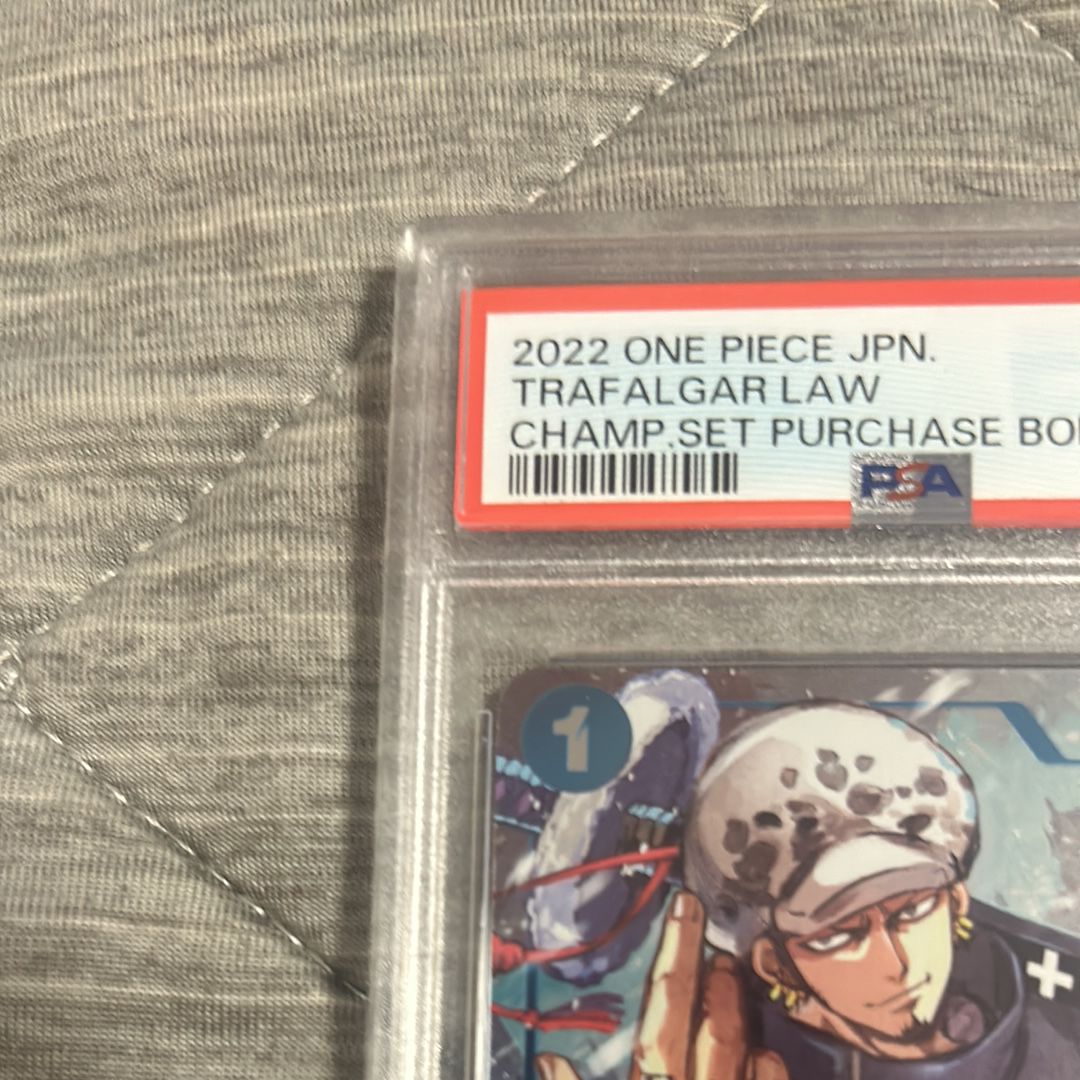 2022 ONE PIECE JPN.
TRAFALGAR LAW
CHAMP.SET PURCHASE
PSA
1